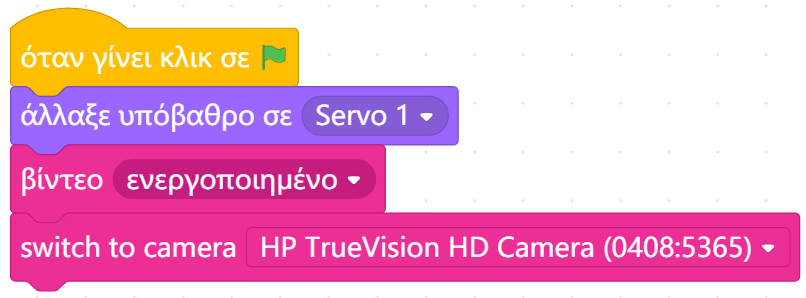 όταν γίνει κλικ σε
άλλαξε υπόβαθρο σε Servo 1
βίντεο ενεργοποιημένο
switch to camera HP TrueVision HD Camera (0408:5365)